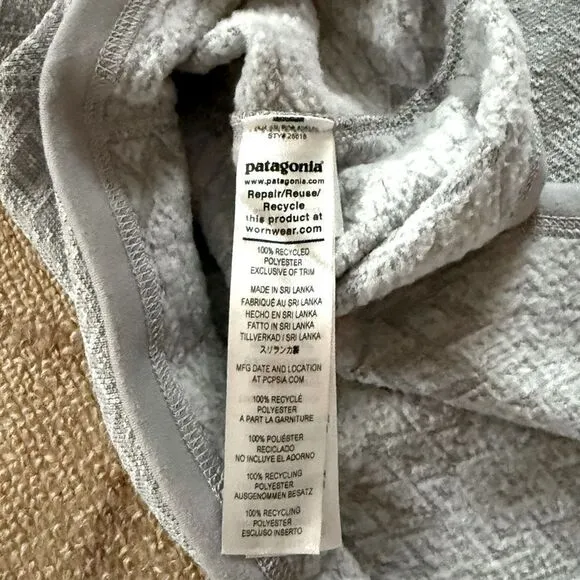 STY# 26018
patagonia®
www.patagonia.com
Repair/Reuse/
Recycle
this product at
wornwear.com
100% RECYCLED
POLYESTER
EXCLUSIVE OF TRIM
MADE IN SRI LANKA
FABRIQUÉ AU SRI LANKA
HECHO EN SRI LANKA
FATTO IN SRI LANKA
TILLVERKAD / SRI LANKA
スリランカ製
MFG DATE AND LOCATION
AT PCPSIA.COM
100% RECYCLÉ
POLYESTER
A PART LA GARNITURE
100% POLIÉSTER
RECICLADO
NO INCLUYE EL ADORNO
100% RECYCLING
POLYESTER
AUSGENOMMEN BESATZ
100% RECYCLING
POLYESTER
ESCLUSO INSERTO